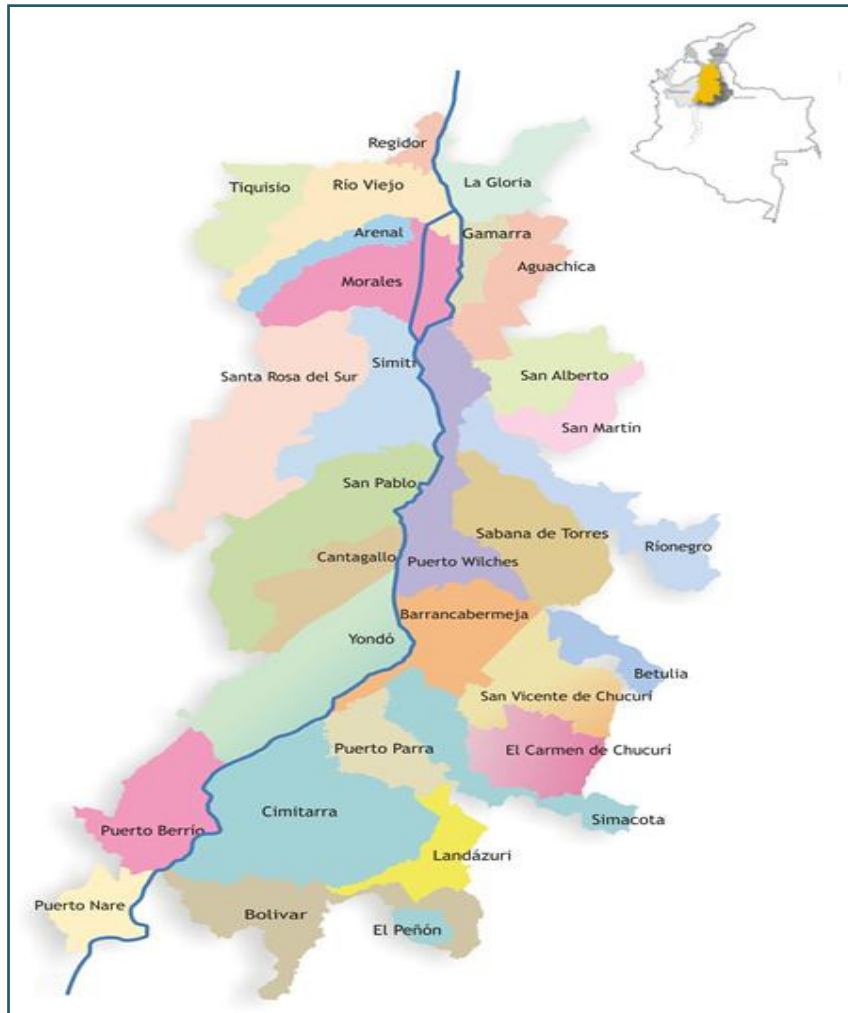 Regidor
Tiquisio
Río Viejo
La Gloria
Arenal
Gamarra
Aguachica
Morales
Simití
Santa Rosa del Sur
San Alberto
San Martín
San Pablo
Sabana de Torres
Ríonegro
Cantagallo
Puerto Wilches
Barrancabermeja
Yondó
Betulia
San Vicente de Chucurí
Puerto Parra
El Carmen de Chucurí
Cimitarra
Simacota
Puerto Berrío
Landázuri
Puerto Nare
Bolivar
El Peñón